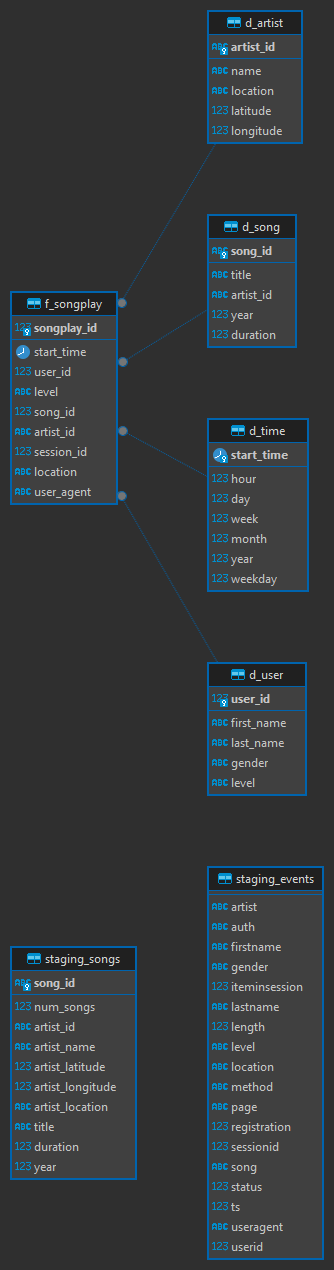 d_artist
ABC artist_id
ABC name
ABC location
123 latitude
123 longitude
d_song
ABC song_id
ABC title
ABC artist_id
123 year
123 duration
f_songplay
123 songplay_id
start_time
123 user_id
ABC level
123 song_id
ABC artist_id
123 session_id
ABC location
ABC user_agent
d_time
start_time
123 hour
123 day
123 week
123 month
123 year
123 weekday
d_user
123 user_id
ABC first_name
ABC last_name
ABC gender
ABC level
staging_events
ABC artist
ABC auth
ABC firstname
ABC gender
123 iteminsession
ABC lastname
123 length
ABC level
ABC location
ABC method
ABC page
123 registration
123 sessionid
ABC song
123 status
123 ts
ABC useragent
123 userid
staging_songs
ABC song_id
123 num_songs
ABC artist_id
ABC artist_name
123 artist_latitude
123 artist_longitude
ABC artist_location
ABC title
123 duration
123 year